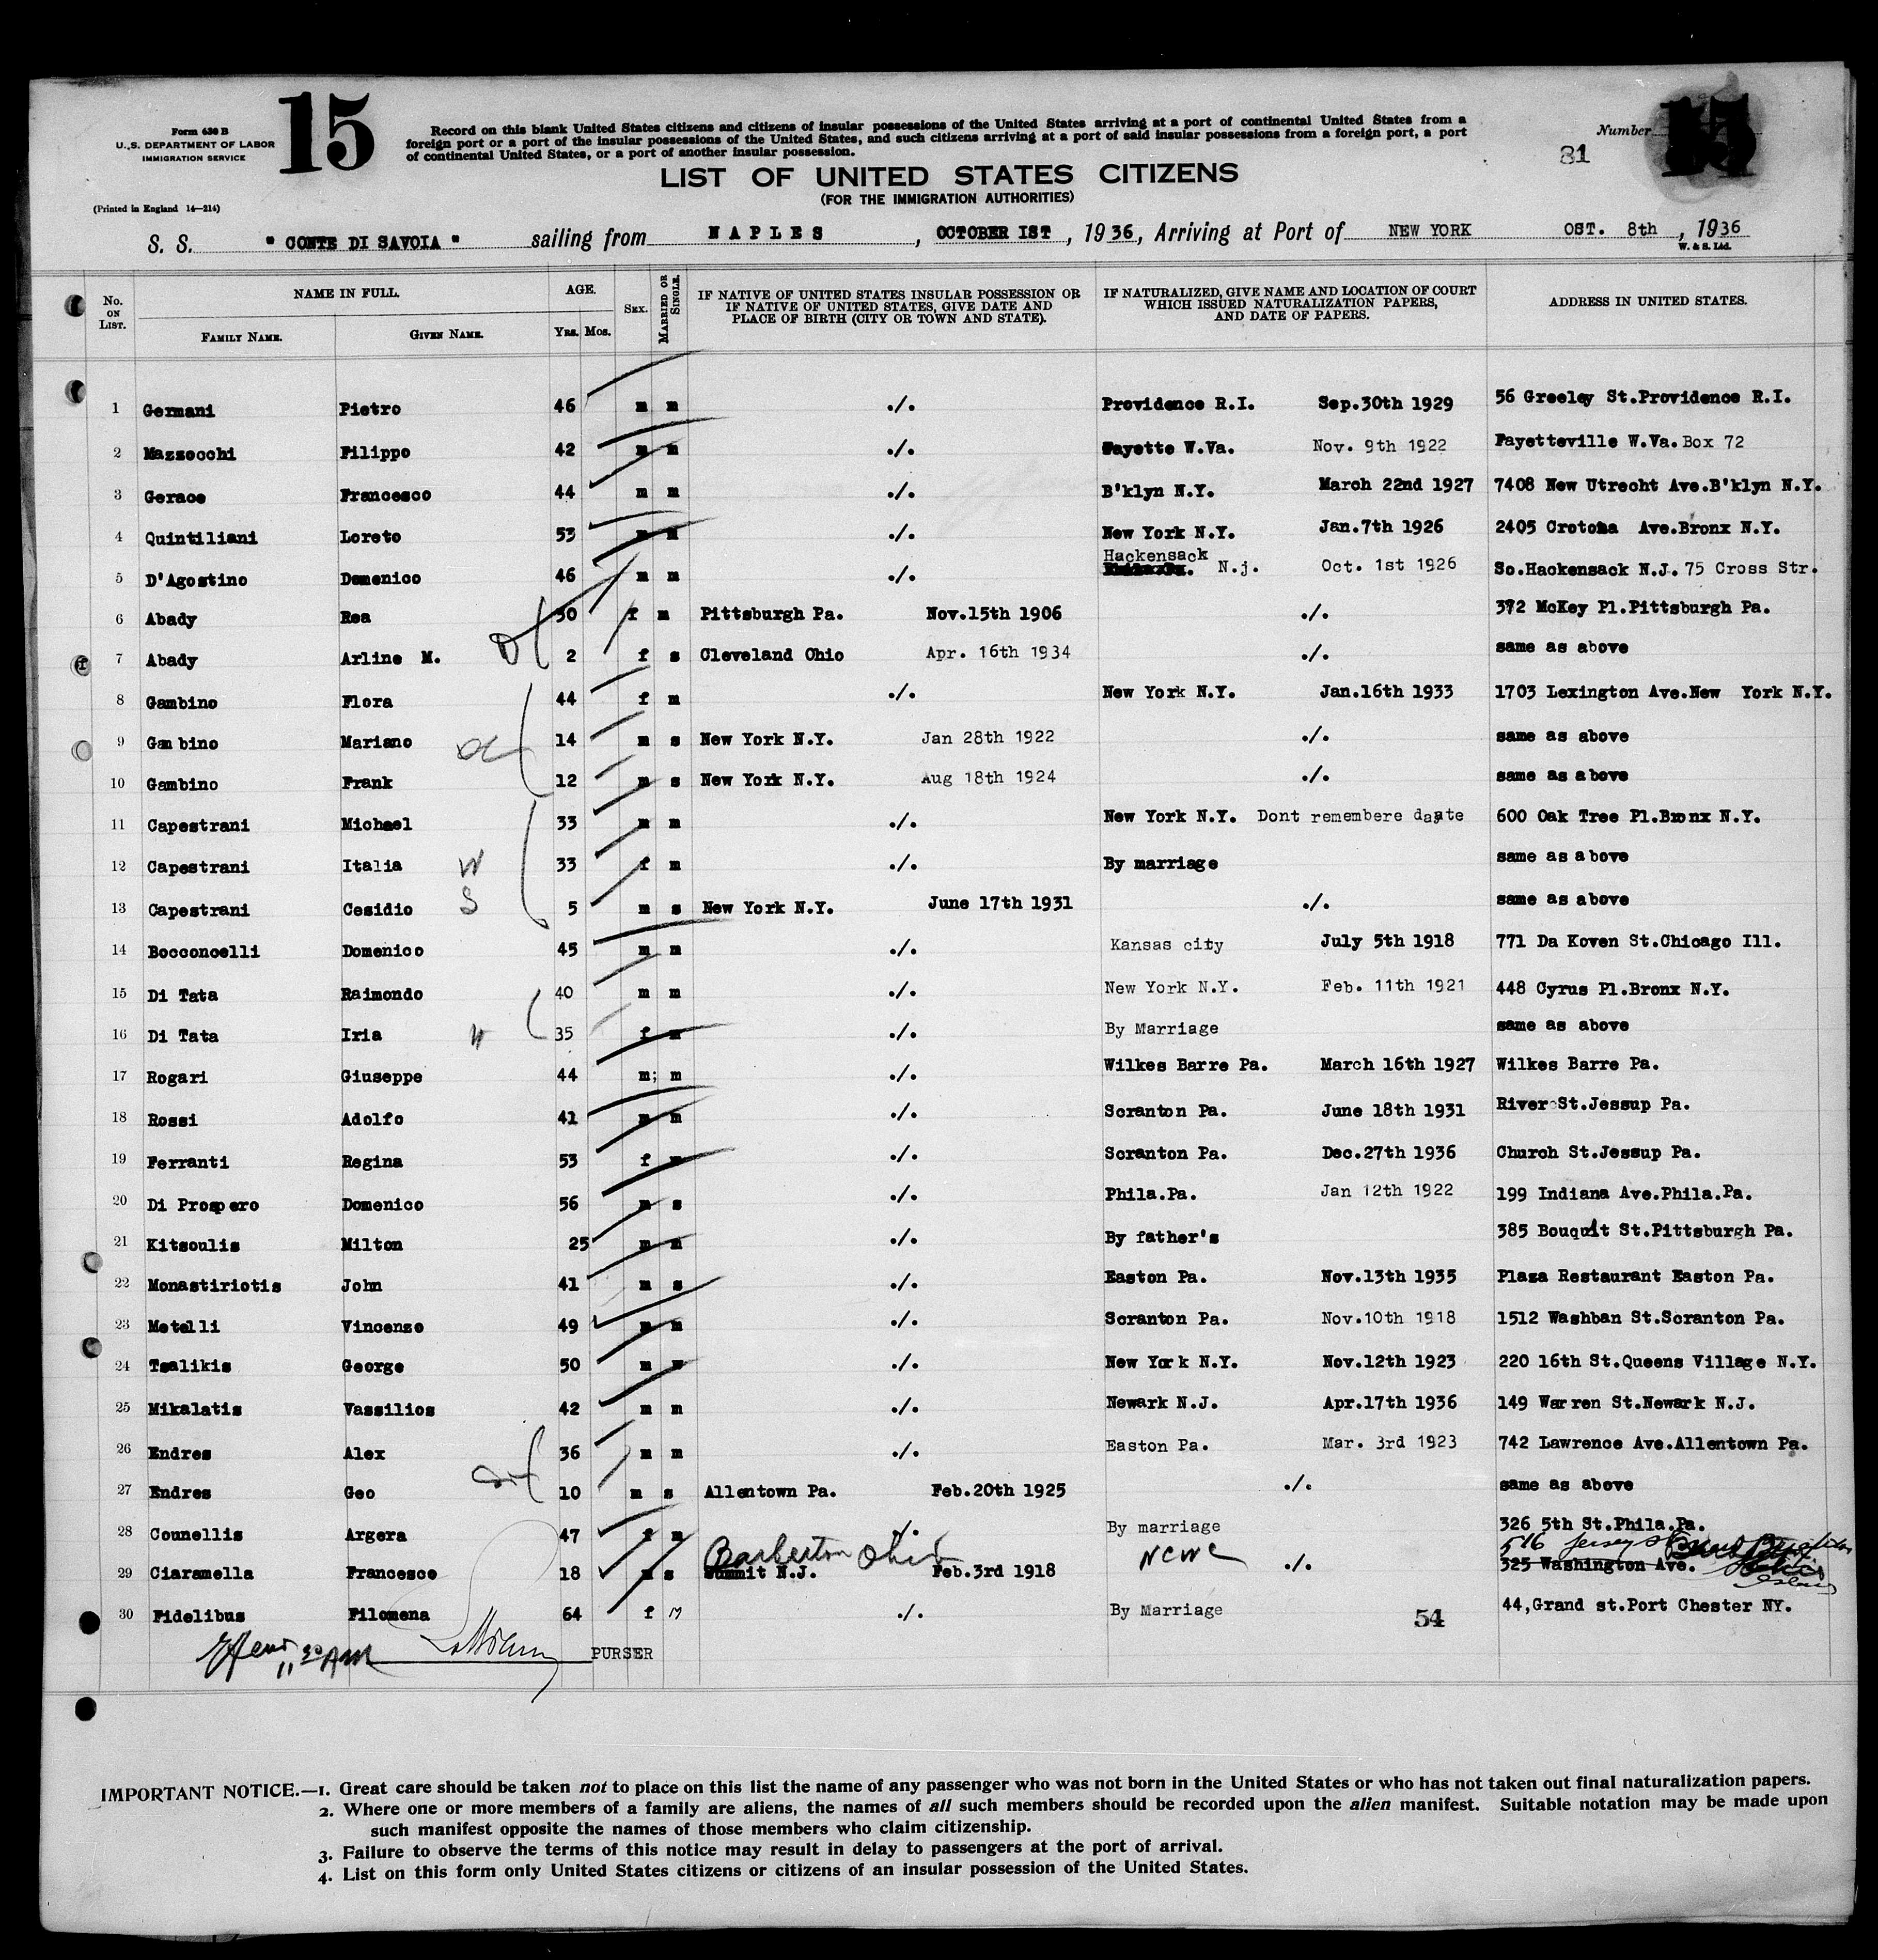 Form 630 B
U.S. DEPARTMENT OF LABOR
IMMIGRATION SERVICE
(Printed in England 14—214)
15
Record on this blank United States citizens and citizens of insular possessions of the United States arriving at a port of continental United States from a
foreign port or a port of the insular possessions of the United States, and such citizens arriving at a port of said insular possessions from a foreign port, a port
of continental United States, or a port of another insular possession.
Number
81
LIST OF UNITED STATES CITIZENS
(FOR THE IMMIGRATION AUTHORITIES)
S. S. " CONTE DI SAVOIA " sailing from NAPLES, OCTOBER IST, 1936, Arriving at Port of NEW YORK OST. 8th, 1936
W. & S. Ltd.
No. ON LIST. NAME IN FULL. FAMILY NAME. GIVEN NAME. AGE. YRS. MOS. SEX. MARRIED OR SINGLE. IF NATIVE OF UNITED STATES INSULAR POSSESSION OR IF NATIVE OF UNITED STATES, GIVE DATE AND PLACE OF BIRTH (CITY OR TOWN AND STATE). IF NATURALIZED, GIVE NAME AND LOCATION OF COURT WHICH ISSUED NATURALIZATION PAPERS, AND DATE OF PAPERS. ADDRESS IN UNITED STATES.
1 Germani Pietro 46 m m ./. Providence R.I. Sep.30th 1929 56 Greeley St.Providence R.I.
2 Mazzocchi Filippo 42 m m ./. Fayette W.Va. Nov. 9th 1922 Fayetteville W.Va. Box 72
3 Gerace Francesco 44 m m ./. B'klyn N.Y. March 22nd 1927 7408 New Utrecht Ave.B'klyn N.Y.
4 Quintiliani Loreto 53 m m ./. New York N.Y. Jan.7th 1926 2405 Crotona Ave.Bronx N.Y.
5 D'Agostino Domenico 46 m m ./. Hackensack N.j. Oct. 1st 1926 So.Hackensack N.J. 75 Cross Str.
6 Abady Rea 30 f m Pittsburgh Pa. Nov.15th 1906 ./. 372 McKey Pl.Pittsburgh Pa.
7 Abady Arline M. 2 f s Cleveland Ohio Apr. 16th 1934 ./. same as above
8 Gambino Flora 44 f m ./. New York N.Y. Jan.16th 1933 1703 Lexington Ave.New York N.Y.
9 Gambino Mariano 14 m s New York N.Y. Jan 28th 1922 ./. same as above
10 Gambino Frank 12 m s New York N.Y. Aug 18th 1924 ./. same as above
11 Capestrani Michael 33 m m ./. New York N.Y. Dont remembere daate 600 Oak Tree Pl.Bronx N.Y.
12 Capestrani Italia W 33 f m ./. By marriage same as above
13 Capestrani Cesidio S 5 m s New York N.Y. June 17th 1931 ./. same as above
14 Bocconcelli Domenico 45 m m ./. Kansas city July 5th 1918 771 Da Koven St.Chicago Ill.
15 Di Tata Raimondo 40 m m ./. New York N.Y. Feb. 11th 1921 448 Cyrus Pl.Bronx N.Y.
16 Di Tata Iria W 35 f m ./. By Marriage same as above
17 Rogari Giuseppe 44 m; m ./. Wilkes Barre Pa. March 16th 1927 Wilkes Barre Pa.
18 Rossi Adolfo 41 m m ./. Scranton Pa. June 18th 1931 River St.Jessup Pa.
19 Ferranti Regina 53 f ./. Scranton Pa. Dec.27th 1936 Church St.Jessup Pa.
20 Di Prospero Domenico 56 m s ./. Phila.Pa. Jan 12th 1922 199 Indiana Ave.Phila.Pa.
21 Kitsoulis Milton 25 m m ./. By father's 385 Bouquit St.Pittsburgh Pa.
22 Monastiriotis John 41 m s ./. Easton Pa. Nov.13th 1935 Plaza Restaurant Easton Pa.
23 Metelli Vincenzo 49 m m ./. Scranton Pa. Nov.10th 1918 1512 Washban St.Scranton Pa.
24 Tsalikis George 50 m ./. New York N.Y. Nov.12th 1923 220 16th St.Queens Village N.Y.
25 Mikalatis Vassilios 42 m m ./. Newark N.J. Apr.17th 1936 149 Warren St.Newark N.J.
26 Endres Alex 36 m m ./. Easton Pa. Mar. 3rd 1923 742 Lawrence Ave.Allentown Pa.
27 Endres Geo 10 m s Allentown Pa. Feb.20th 1925 ./. same as above
28 Counellis Argera 47 f m ./. By marriage 326 5th St.Phila.Pa.
Barberton Ohio 516 Jersey St
29 Ciaramella Francesco 18 m s Summit N.J. Feb.3rd 1918 ./. 325 Washington Ave.
30 Fidelibus Filomena 64 f M ./. By Marriage 44,Grand st.Port Chester NY.
54
11 30 AM PURSER
IMPORTANT NOTICE.—1. Great care should be taken not to place on this list the name of any passenger who was not born in the United States or who has not taken out final naturalization papers.
2. Where one or more members of a family are aliens, the names of all such members should be recorded upon the alien manifest. Suitable notation may be made upon
such manifest opposite the names of those members who claim citizenship.
3. Failure to observe the terms of this notice may result in delay to passengers at the port of arrival.
4. List on this form only United States citizens or citizens of an insular possession of the United States.